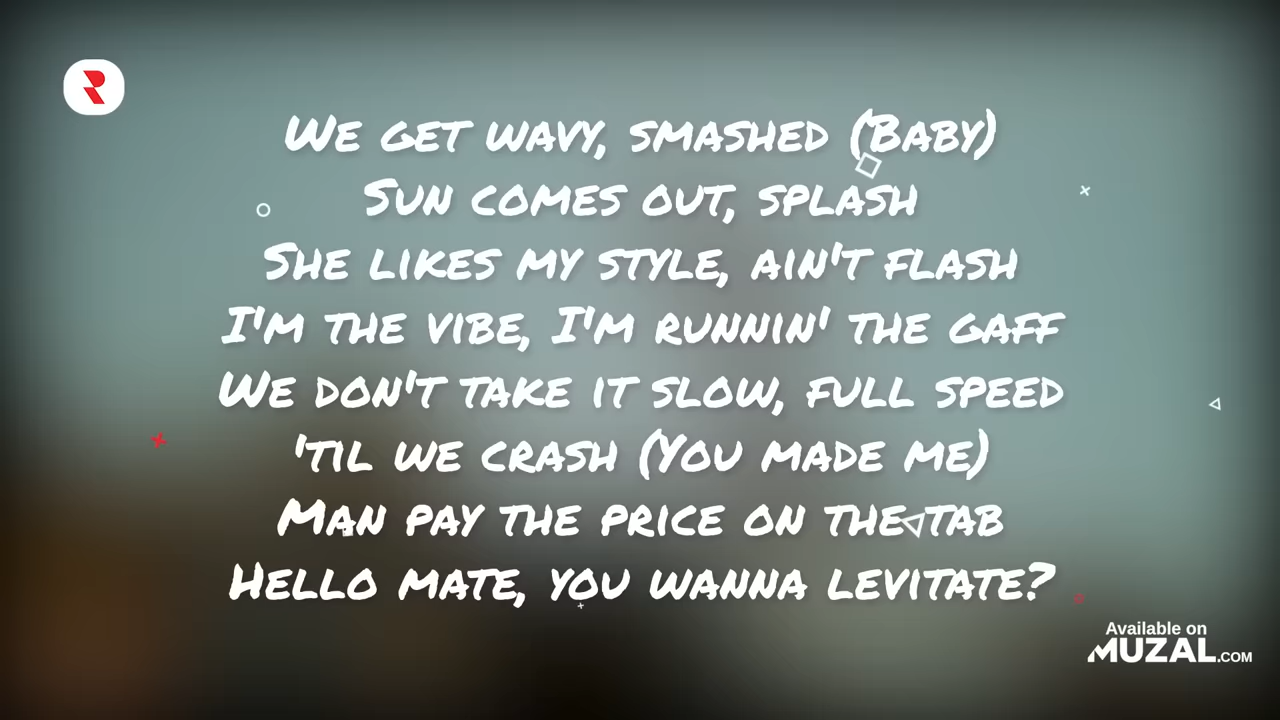 We get wavy, smashed (Baby)
Sun comes out, splash
She likes my style, ain't flash
I'm the vibe, I'm runnin' the gaff
We don't take it slow, full speed
'til we crash (You made me)
Man pay the price on the tab
Hello mate, you wanna levitate?
Available on
MUZAL.COM